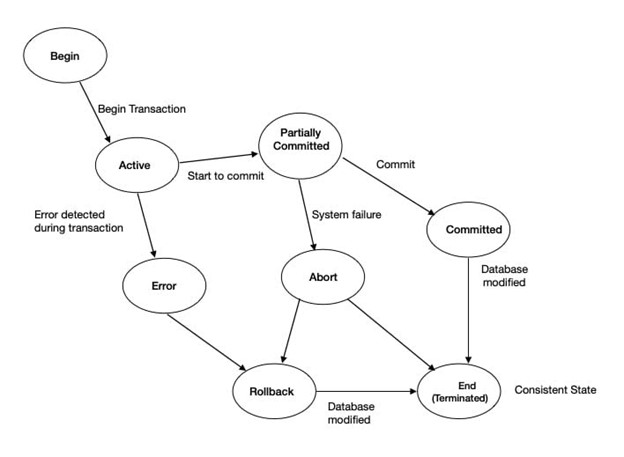 Begin
Begin Transaction
Partially
Committed
Active
Start to commit
Commit
Error detected
during transaction
System failure
Committed
Error
Abort
Database
modified
Rollback
Database
modified
End
(Terminated)
Consistent State